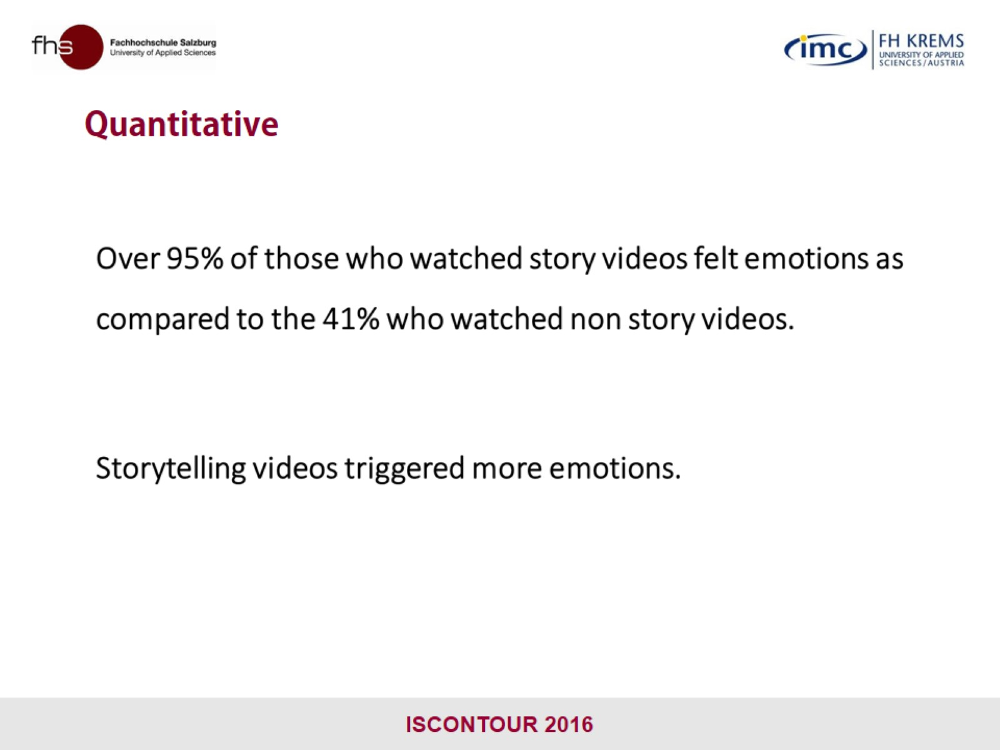 fhs
Fachhochschule Salzburg
University of Applied Sciences
imc
FH KREMS
UNIVERSITY OF APPLIED
SCIENCES/AUSTRIA
Quantitative
Over 95% of those who watched story videos felt emotions as
compared to the 41% who watched non story videos.
Storytelling videos triggered more emotions.
ISCONTOUR 2016